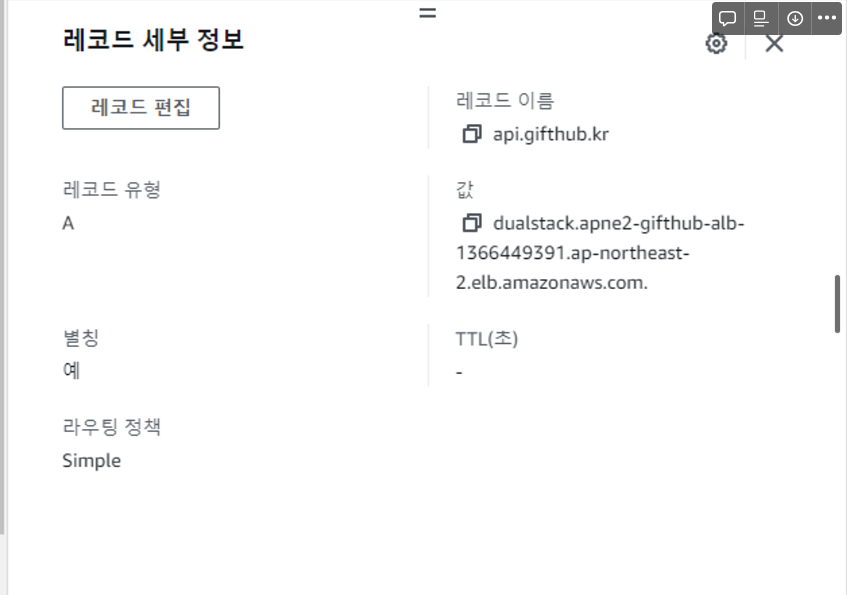 레코드 세부 정보
레코드 편집
레코드 이름
api.gifthub.kr
레코드 유형
A
값
dualstack.apne2-gifthub-alb-
1366449391.ap-northeast-
2.elb.amazonaws.com.
별칭
예
TTL(초)
-
라우팅 정책
Simple